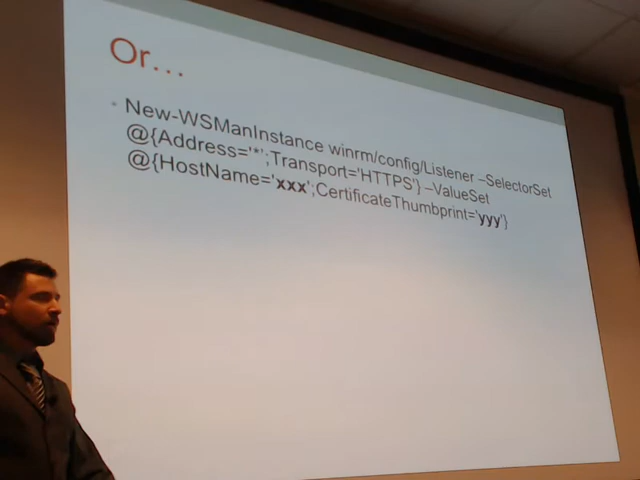 Or...
• New-WSManInstance winrm/config/Listener –SelectorSet
@{Address='*';Transport='HTTPS'} –ValueSet
@{HostName='xxx';CertificateThumbprint='yyy'}